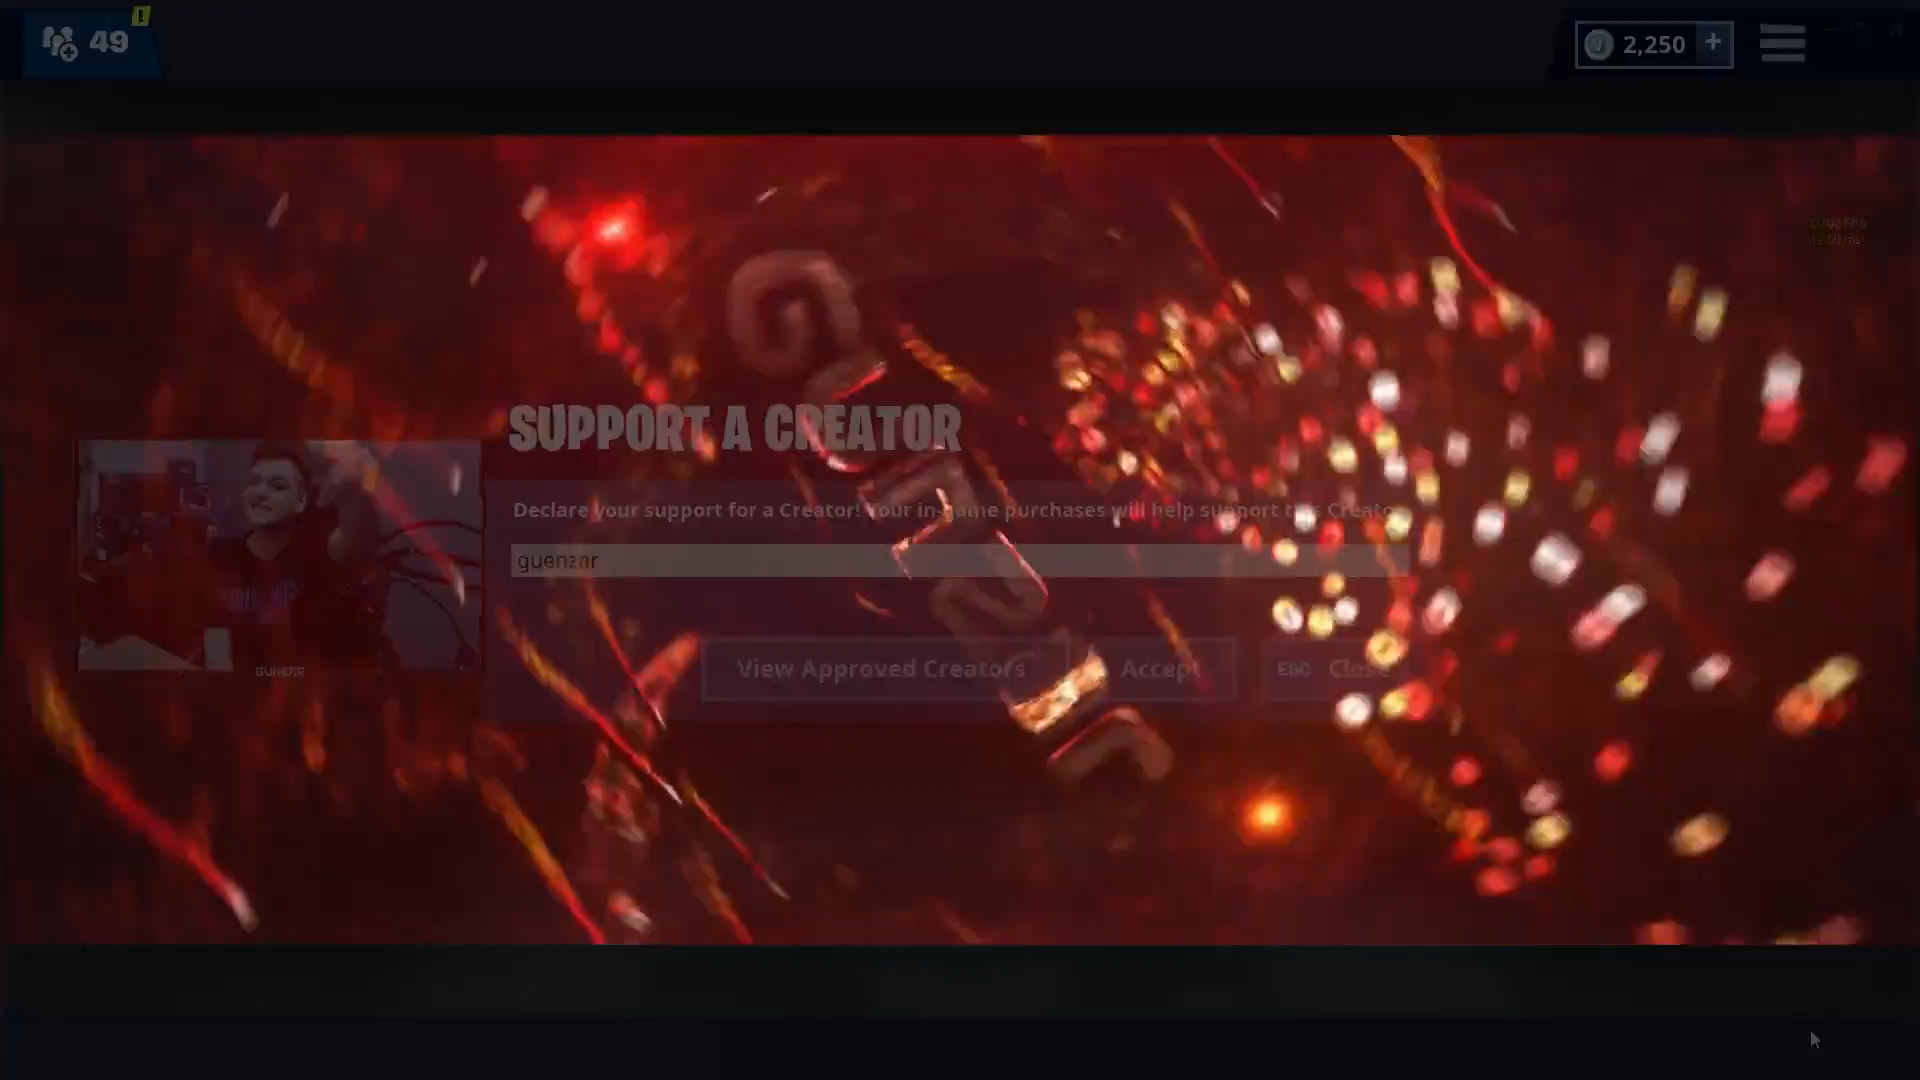 49
2,250 +
SUPPORT A CREATOR
Declare your support for a Creator! Your in-game purchases will help support this Creator
guenzar
View Approved Creators
Accept
ESC Close